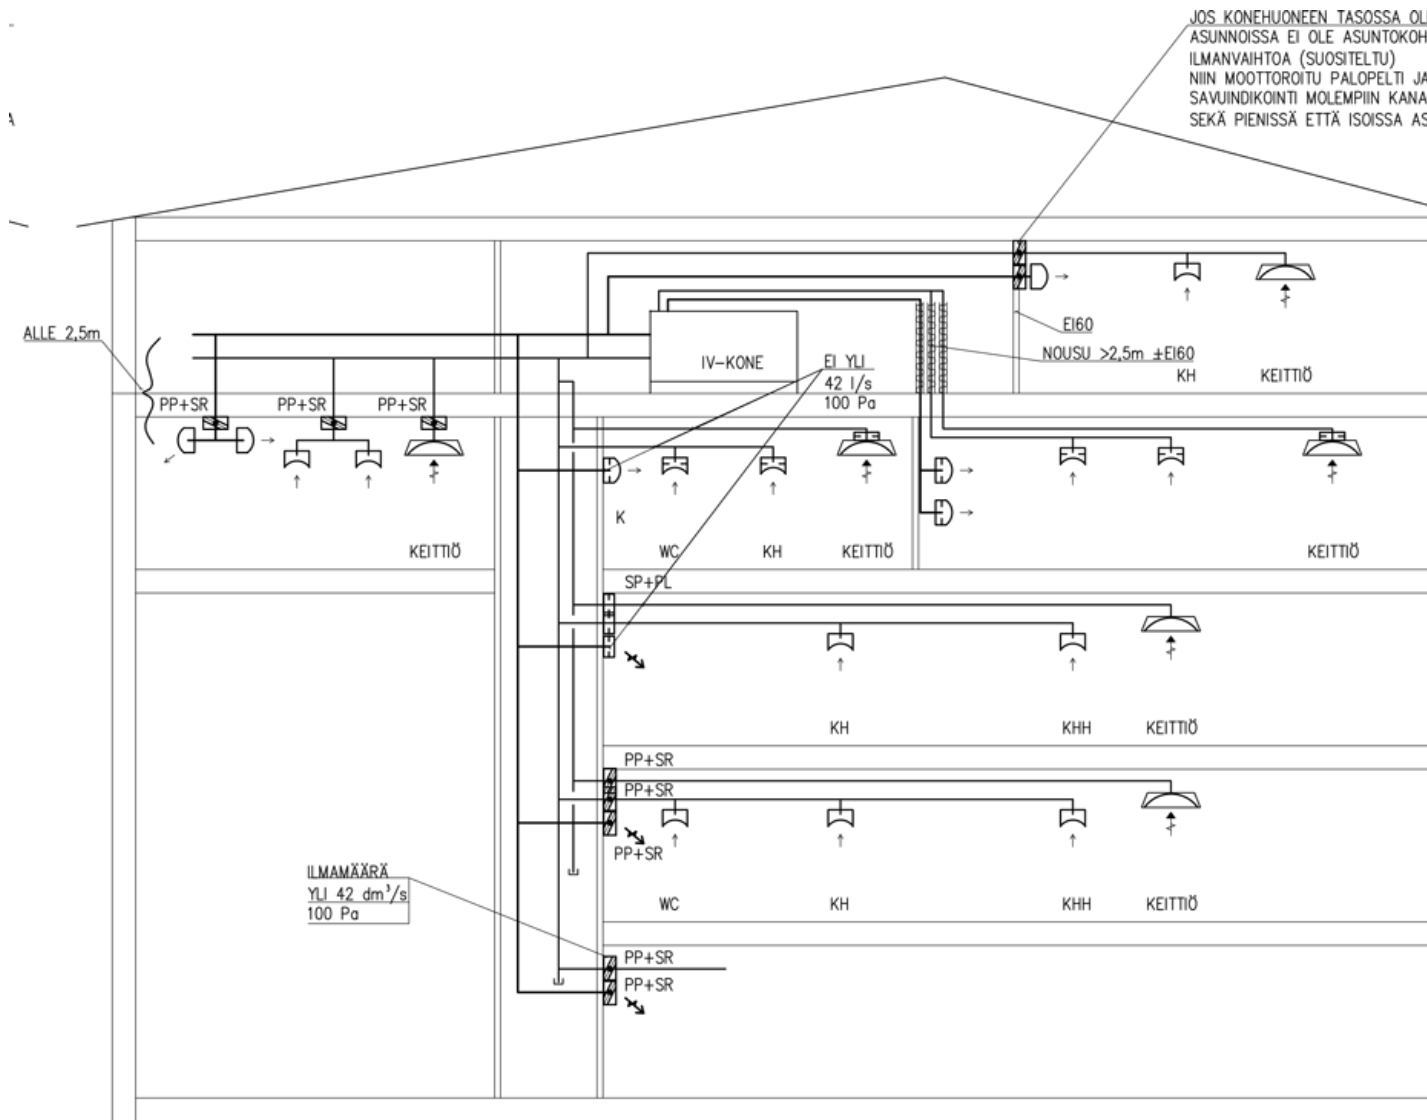 JOS KONEHUONEEN TASOSSA OL
ASUNNOISSA EI OLE ASUNTOKOH
ILMANVAIHTOA (SUOSITELTU)
NIIN MOOTTOROITU PALOPELTI JA
SAVUINDIKOINTI MOLEMPIIN KANA
SEKÄ PIENISSÄ ETTÄ ISOISSA AS
ALLE 2,5m
EI60
NOUSU >2,5m ±EI60
IV-KONE
EI YLI
42 l/s
100 Pa
KH KEITTIÖ
PP+SR PP+SR PP+SR
K
KEITTIÖ WC KH KEITTIÖ KEITTIÖ
SP+PL
KH KHH KEITTIÖ
PP+SR
PP+SR
PP+SR
ILMAMÄÄRÄ
YLI 42 dm³/s
100 Pa
WC KH KHH KEITTIÖ
PP+SR
PP+SR